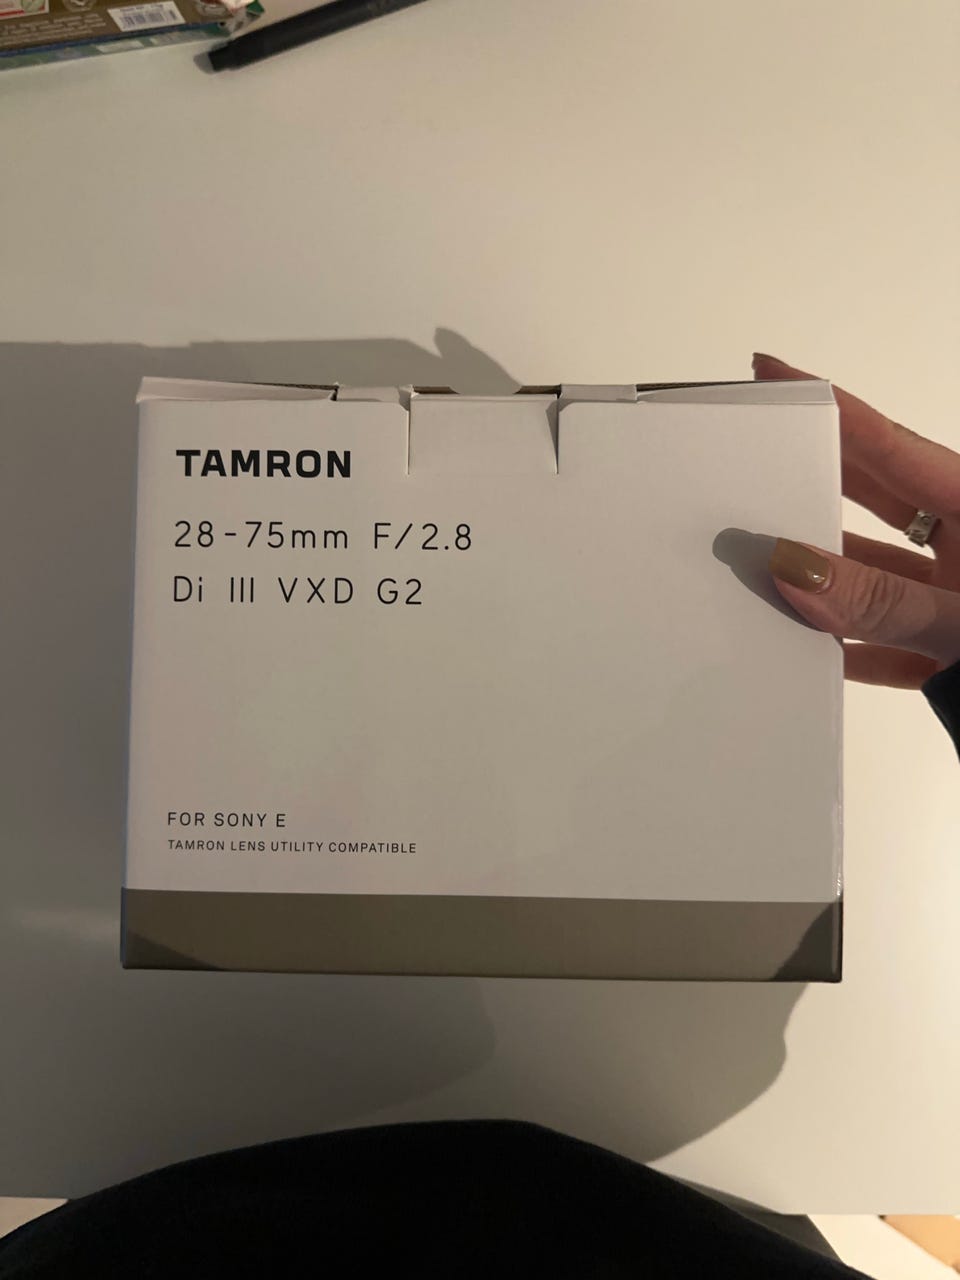 TAMRON
28-75mm F/2.8
Di III VXD G2
FOR SONY E
TAMRON LENS UTILITY COMPATIBLE